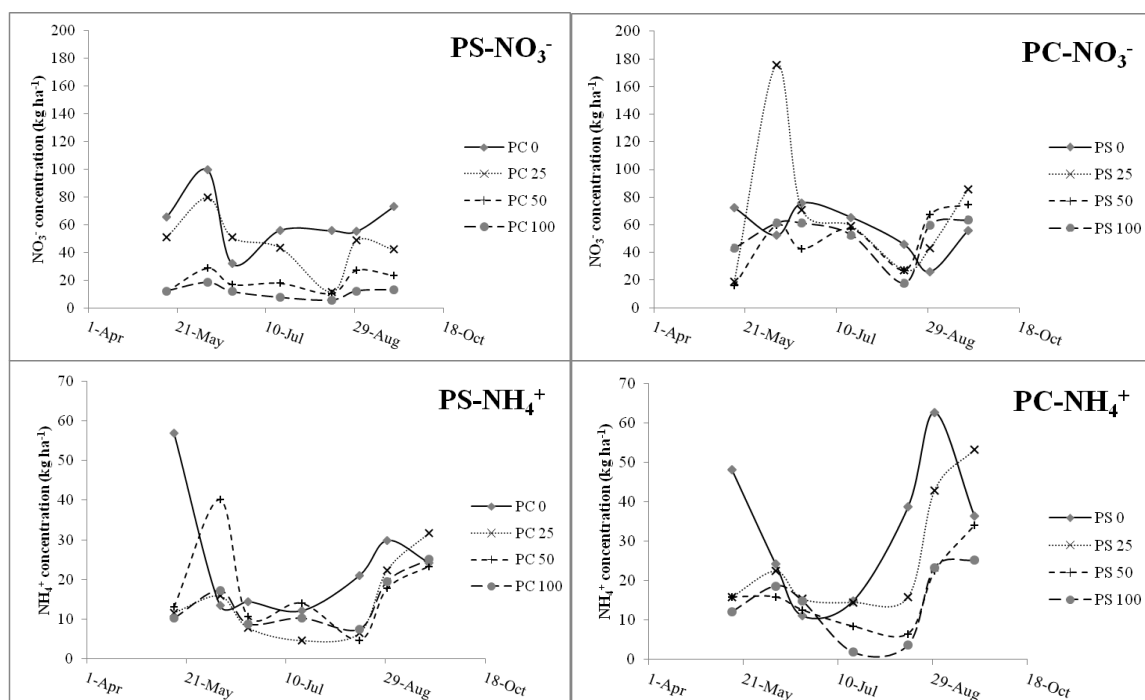 PS-NO₃⁻
NO₃⁻ concentration (kg ha⁻¹)
200
180
160
140
120
100
80
60
40
20
0
1-Apr
21-May
10-Jul
29-Aug
18-Oct
PC 0
PC 25
PC 50
PC 100
PC-NO₃⁻
NO₃⁻ concentration (kg ha⁻¹)
200
180
160
140
120
100
80
60
40
20
0
1-Apr
21-May
10-Jul
29-Aug
18-Oct
PS 0
PS 25
PS 50
PS 100
PS-NH₄⁺
NH₄⁺ concentration (kg ha⁻¹)
70
60
50
40
30
20
10
0
1-Apr
21-May
10-Jul
29-Aug
18-Oct
PC 0
PC 25
PC 50
PC 100
PC-NH₄⁺
NH₄⁺ concentration (kg ha⁻¹)
70
60
50
40
30
20
10
0
1-Apr
21-May
10-Jul
29-Aug
18-Oct
PS 0
PS 25
PS 50
PS 100